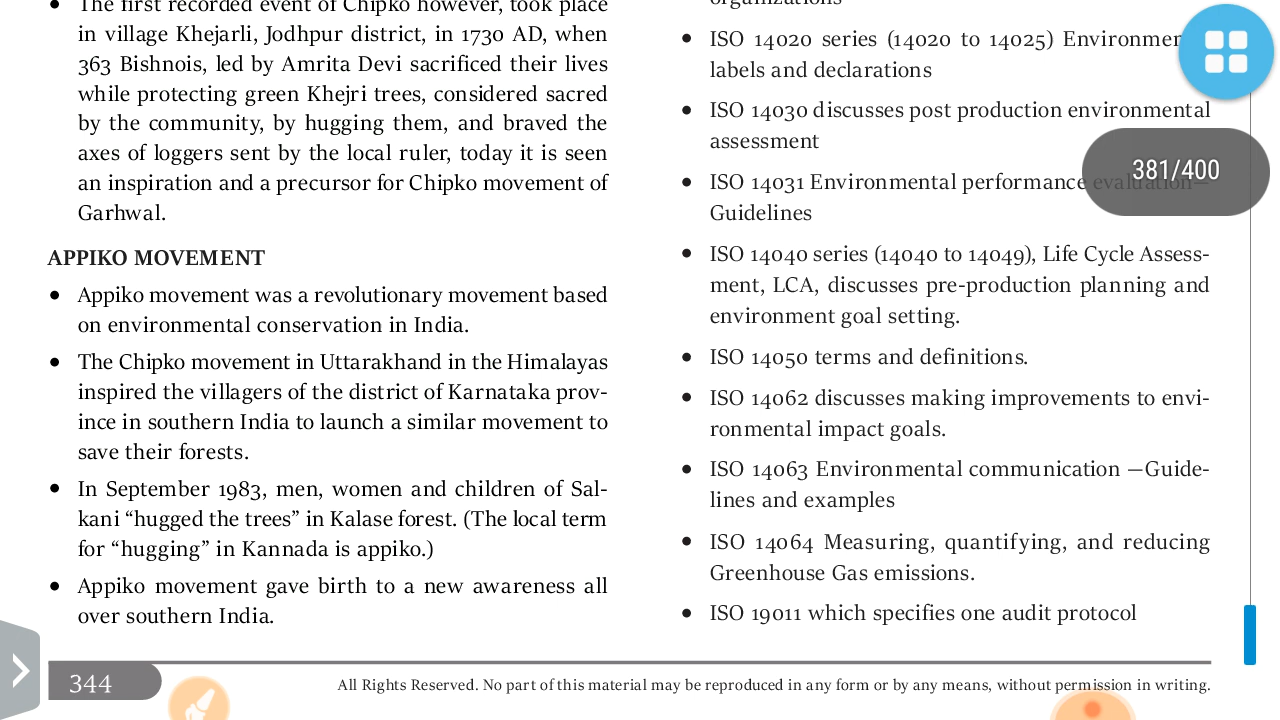 The first recorded event of Chipko however, took place
in village Khejarli, Jodhpur district, in 1730 AD, when
363 Bishnois, led by Amrita Devi sacrificed their lives
while protecting green Khejri trees, considered sacred
by the community, by hugging them, and braved the
axes of loggers sent by the local ruler, today it is seen
an inspiration and a precursor for Chipko movement of
Garhwal.
APPIKO MOVEMENT
• Appiko movement was a revolutionary movement based
on environmental conservation in India.
• The Chipko movement in Uttarakhand in the Himalayas
inspired the villagers of the district of Karnataka prov-
ince in southern India to launch a similar movement to
save their forests.
• In September 1983, men, women and children of Sal-
kani “hugged the trees” in Kalase forest. (The local term
for “hugging” in Kannada is appiko.)
• Appiko movement gave birth to a new awareness all
over southern India.
organizations
• ISO 14020 series (14020 to 14025) Environmen
labels and declarations
• ISO 14030 discusses post production environmental
assessment
• ISO 14031 Environmental performance evaluation—
Guidelines
• ISO 14040 series (14040 to 14049), Life Cycle Assess-
ment, LCA, discusses pre-production planning and
environment goal setting.
• ISO 14050 terms and definitions.
• ISO 14062 discusses making improvements to envi-
ronmental impact goals.
• ISO 14063 Environmental communication —Guide-
lines and examples
• ISO 14064 Measuring, quantifying, and reducing
Greenhouse Gas emissions.
• ISO 19011 which specifies one audit protocol
381/400
344
All Rights Reserved. No part of this material may be reproduced in any form or by any means, without permission in writing.